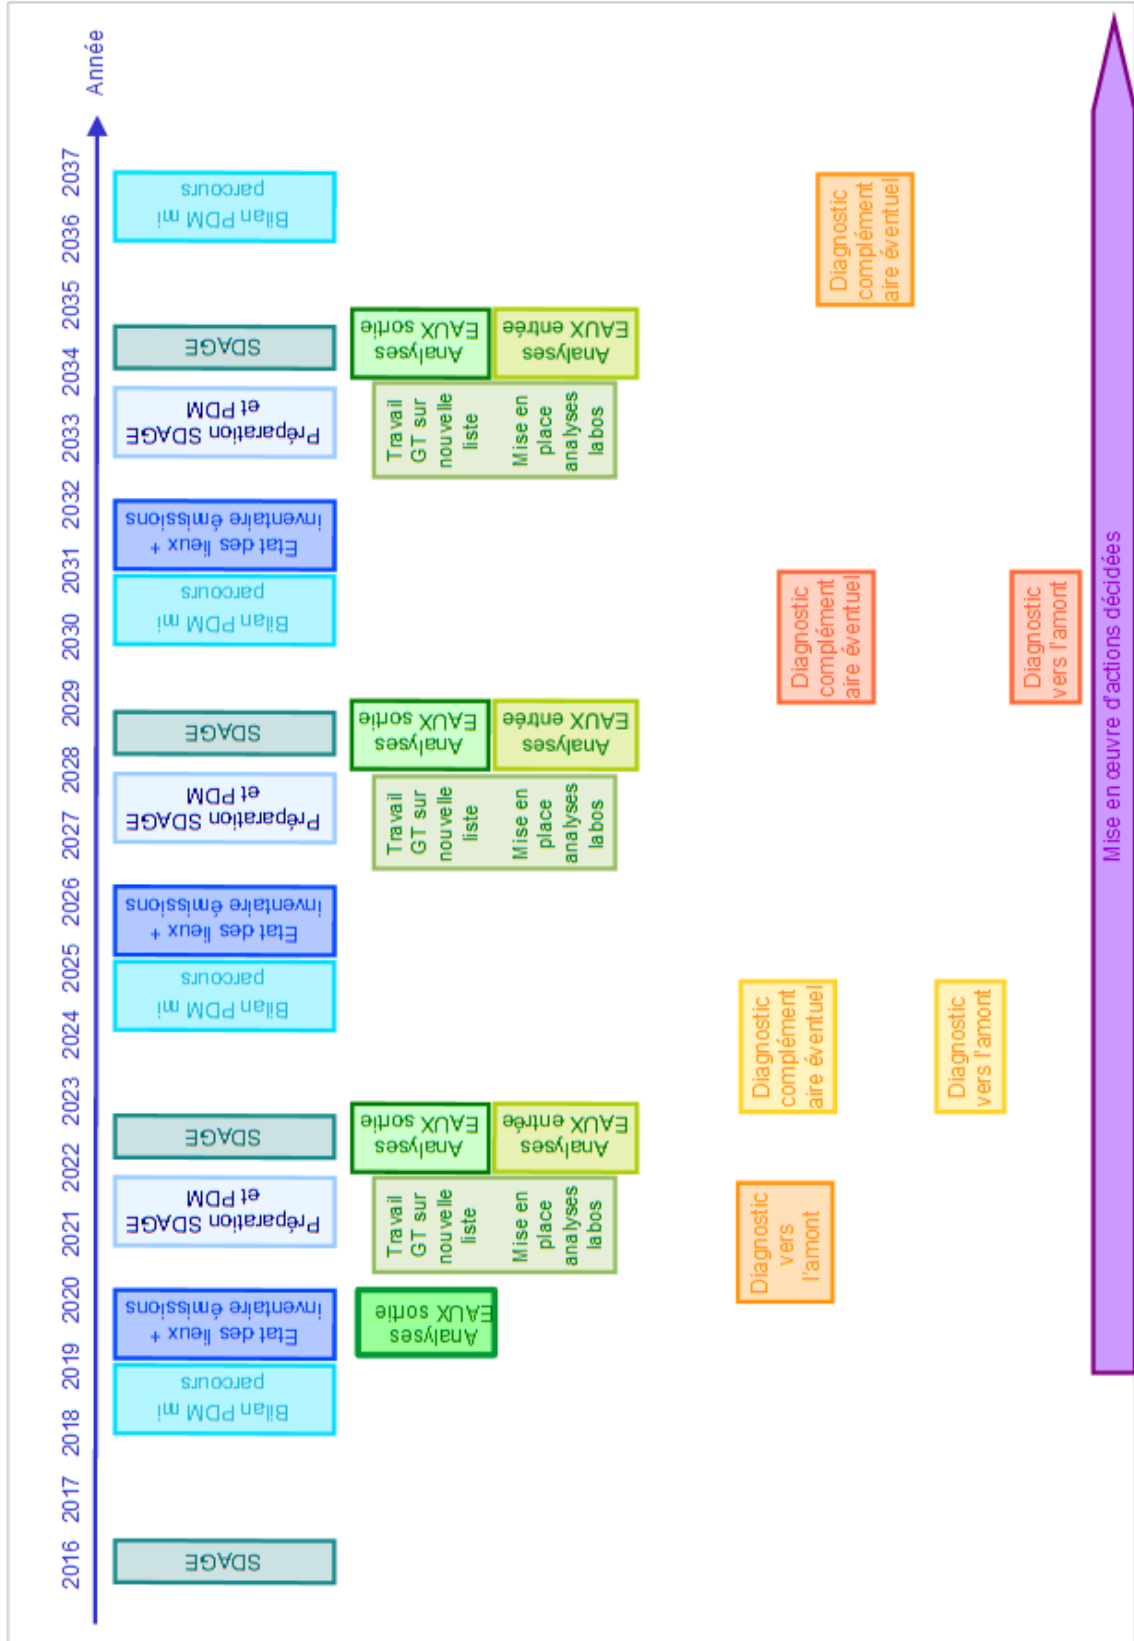 Année
2016
2017
2018
2019
2020
2021
2022
2023
2024
2025
2026
2027
2028
2029
2030
2031
2032
2033
2034
2035
2036
2037
SDAGE
Bilan PDM mi
parcours
Etat des lieux +
inventaire émissions
Préparation SDAGE
et PDM
SDAGE
Bilan PDM mi
parcours
Etat des lieux +
inventaire émissions
Préparation SDAGE
et PDM
SDAGE
Bilan PDM mi
parcours
Etat des lieux +
inventaire émissions
Préparation SDAGE
et PDM
SDAGE
Bilan PDM mi
parcours
Analyses
EAUX sortie
Travail
GT sur
nouvelle
liste
Mise en
place
analyses
labos
Analyses
EAUX sortie
Analyses
EAUX entrée
Travail
GT sur
nouvelle
liste
Mise en
place
analyses
labos
Analyses
EAUX sortie
Analyses
EAUX entrée
Travail
GT sur
nouvelle
liste
Mise en
place
analyses
labos
Analyses
EAUX sortie
Analyses
EAUX entrée
Diagnostic
vers
l'amont
Diagnostic
complément
aire éventuel
Diagnostic
complément
aire éventuel
Diagnostic
complément
aire éventuel
Diagnostic
vers l'amont
Diagnostic
vers l'amont
Mise en œuvre d'actions décidées